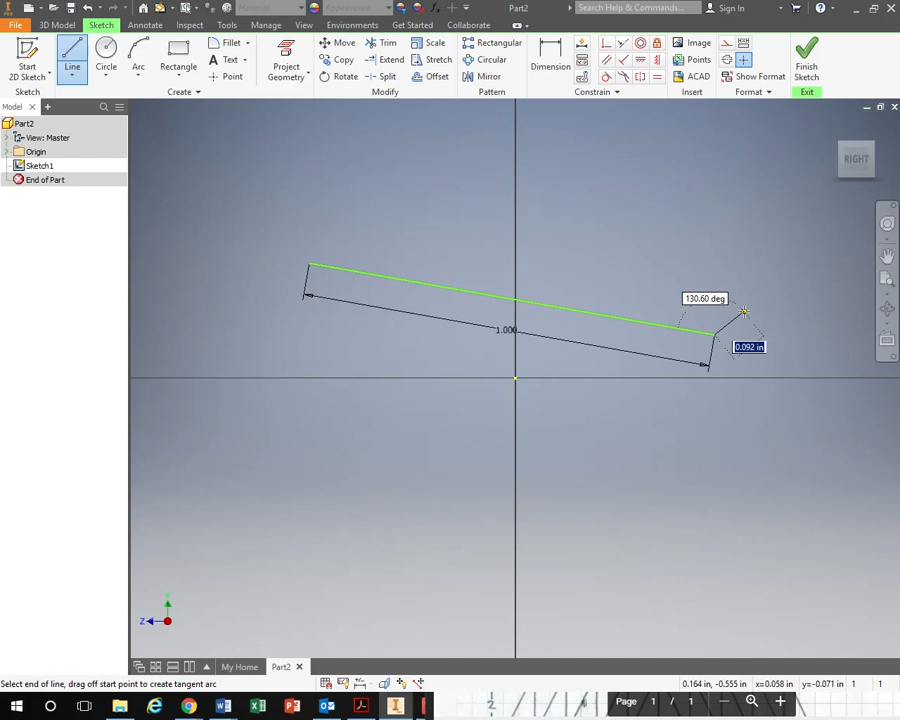 Material
Appearance
Part2
Search Help & Commands...
Sign In
File 3D Model Sketch Annotate Inspect Tools Manage View Environments Get Started Collaborate
Start
2D Sketch
Line
Circle
Arc
Rectangle
Fillet
Text
Point
Project
Geometry
Move
Copy
Rotate
Trim
Extend
Split
Scale
Stretch
Offset
Rectangular
Circular
Mirror
Dimension
Image
Points
ACAD
Show Format
Finish
Sketch
Sketch Create Modify Pattern Constrain Insert Format Exit
Model
Part2
View: Master
Origin
Sketch1
End of Part
RIGHT
130.60 deg
1.000
0.092 in
Y
Z
My Home Part2
Select end of line, drag off start point to create tangent arc
0.164 in, -0.555 in x=0.058 in y=-0.071 in 1 1
Page 1 / 1